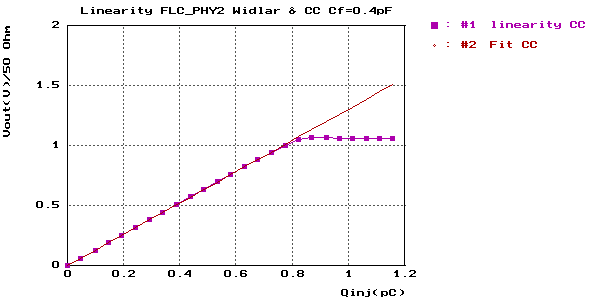 Linearity FLC_PHY2 Widlar & CC Cf=0.4pF
: #1 linearity CC
: #2 Fit CC
Vout(V)/50 Ohn
2
1.5
1
0.5
0
0 0.2 0.4 0.6 0.8 1 1.2
Qinj(pC)